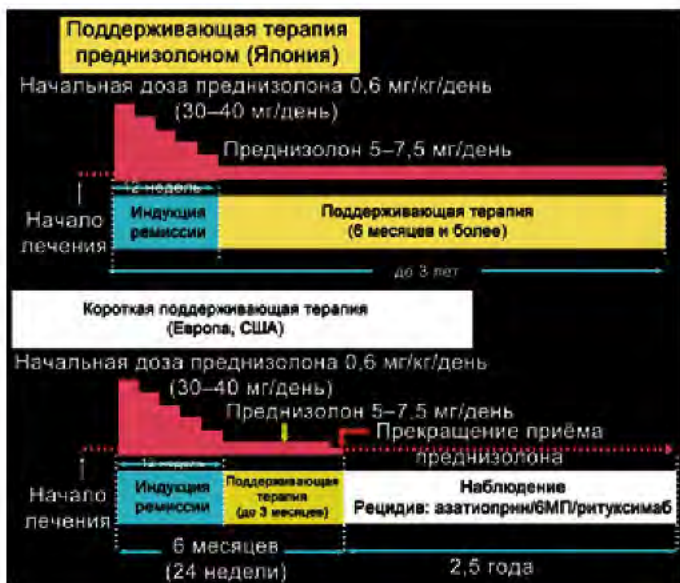 Поддерживающая терапия
преднизолоном (Япония)
Начальная доза преднизолона 0,6 мг/кг/день
(30–40 мг/день)
Преднизолон 5–7,5 мг/день
12 недель
Начало
лечения
Индукция
ремиссии
Поддерживающая терапия
(6 месяцев и более)
до 3 лет
Короткая поддерживающая терапия
(Европа, США)
Начальная доза преднизолона 0,6 мг/кг/день
(30–40 мг/день)
Преднизолон 5–7,5 мг/день
Прекращение приёма
преднизолона
12 недель
Начало
лечения
Индукция
ремиссии
Поддерживающая
терапия
(до 3 месяцев)
Наблюдение
Рецидив: азатиоприн/6МП/ритуксимаб
6 месяцев
(24 недели)
2,5 года